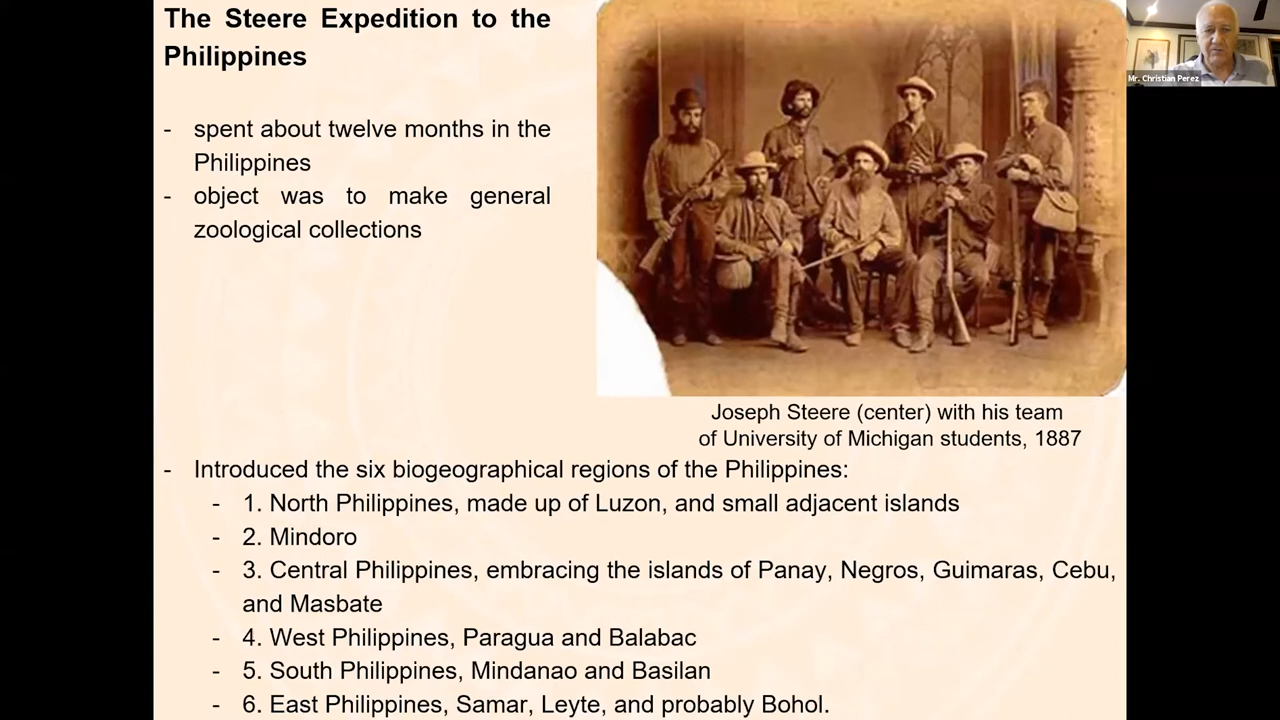 The Steere Expedition to the
Philippines
- spent about twelve months in the
Philippines
- object was to make general
zoological collections
Mr. Christian Perez
Joseph Steere (center) with his team
of University of Michigan students, 1887
- Introduced the six biogeographical regions of the Philippines:
- 1. North Philippines, made up of Luzon, and small adjacent islands
- 2. Mindoro
- 3. Central Philippines, embracing the islands of Panay, Negros, Guimaras, Cebu,
and Masbate
- 4. West Philippines, Paragua and Balabac
- 5. South Philippines, Mindanao and Basilan
- 6. East Philippines, Samar, Leyte, and probably Bohol.